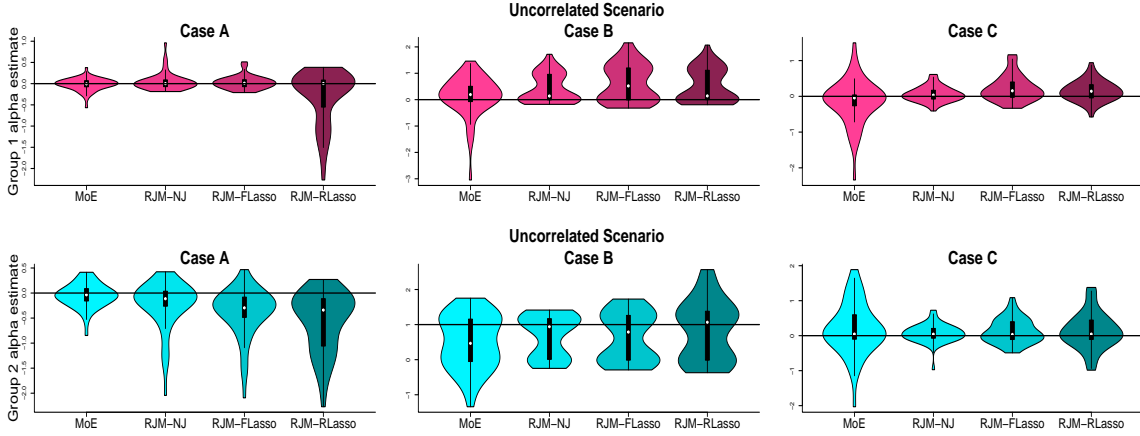 Uncorrelated Scenario
Case A Case B Case C
Group 1 alpha estimate
1.0
0.5
0.0
−0.5
−1.0
−1.5
−2.0
MoE RJM−NJ RJM−FLasso RJM−RLasso
2
1
0
−1
−2
−3
MoE RJM−NJ RJM−FLasso RJM−RLasso
1
0
−1
−2
MoE RJM−NJ RJM−FLasso RJM−RLasso
Uncorrelated Scenario
Case A Case B Case C
Group 2 alpha estimate
0.5
0.0
−0.5
−1.0
−1.5
−2.0
MoE RJM−NJ RJM−FLasso RJM−RLasso
2
1
0
−1
MoE RJM−NJ RJM−FLasso RJM−RLasso
2
1
0
−1
−2
MoE RJM−NJ RJM−FLasso RJM−RLasso